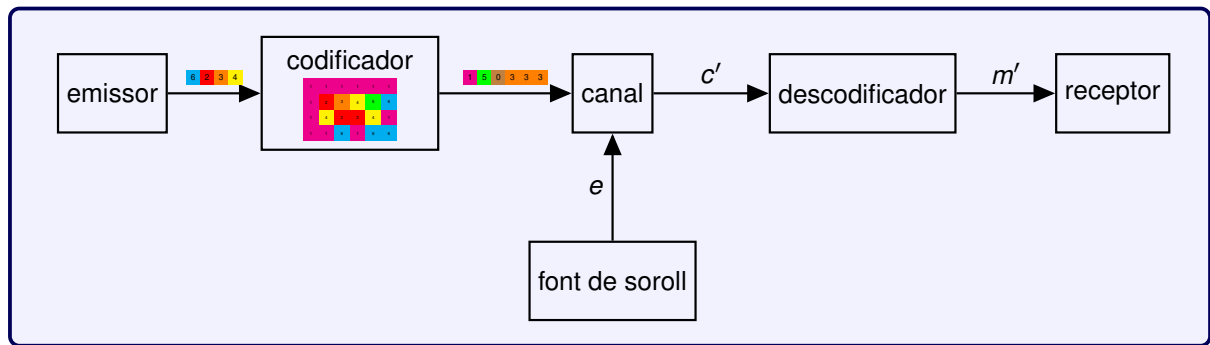 emissor
6 2 3 4
codificador
1 5 0 3 3 3
canal
c′
descodificador
m′
receptor
e
font de soroll